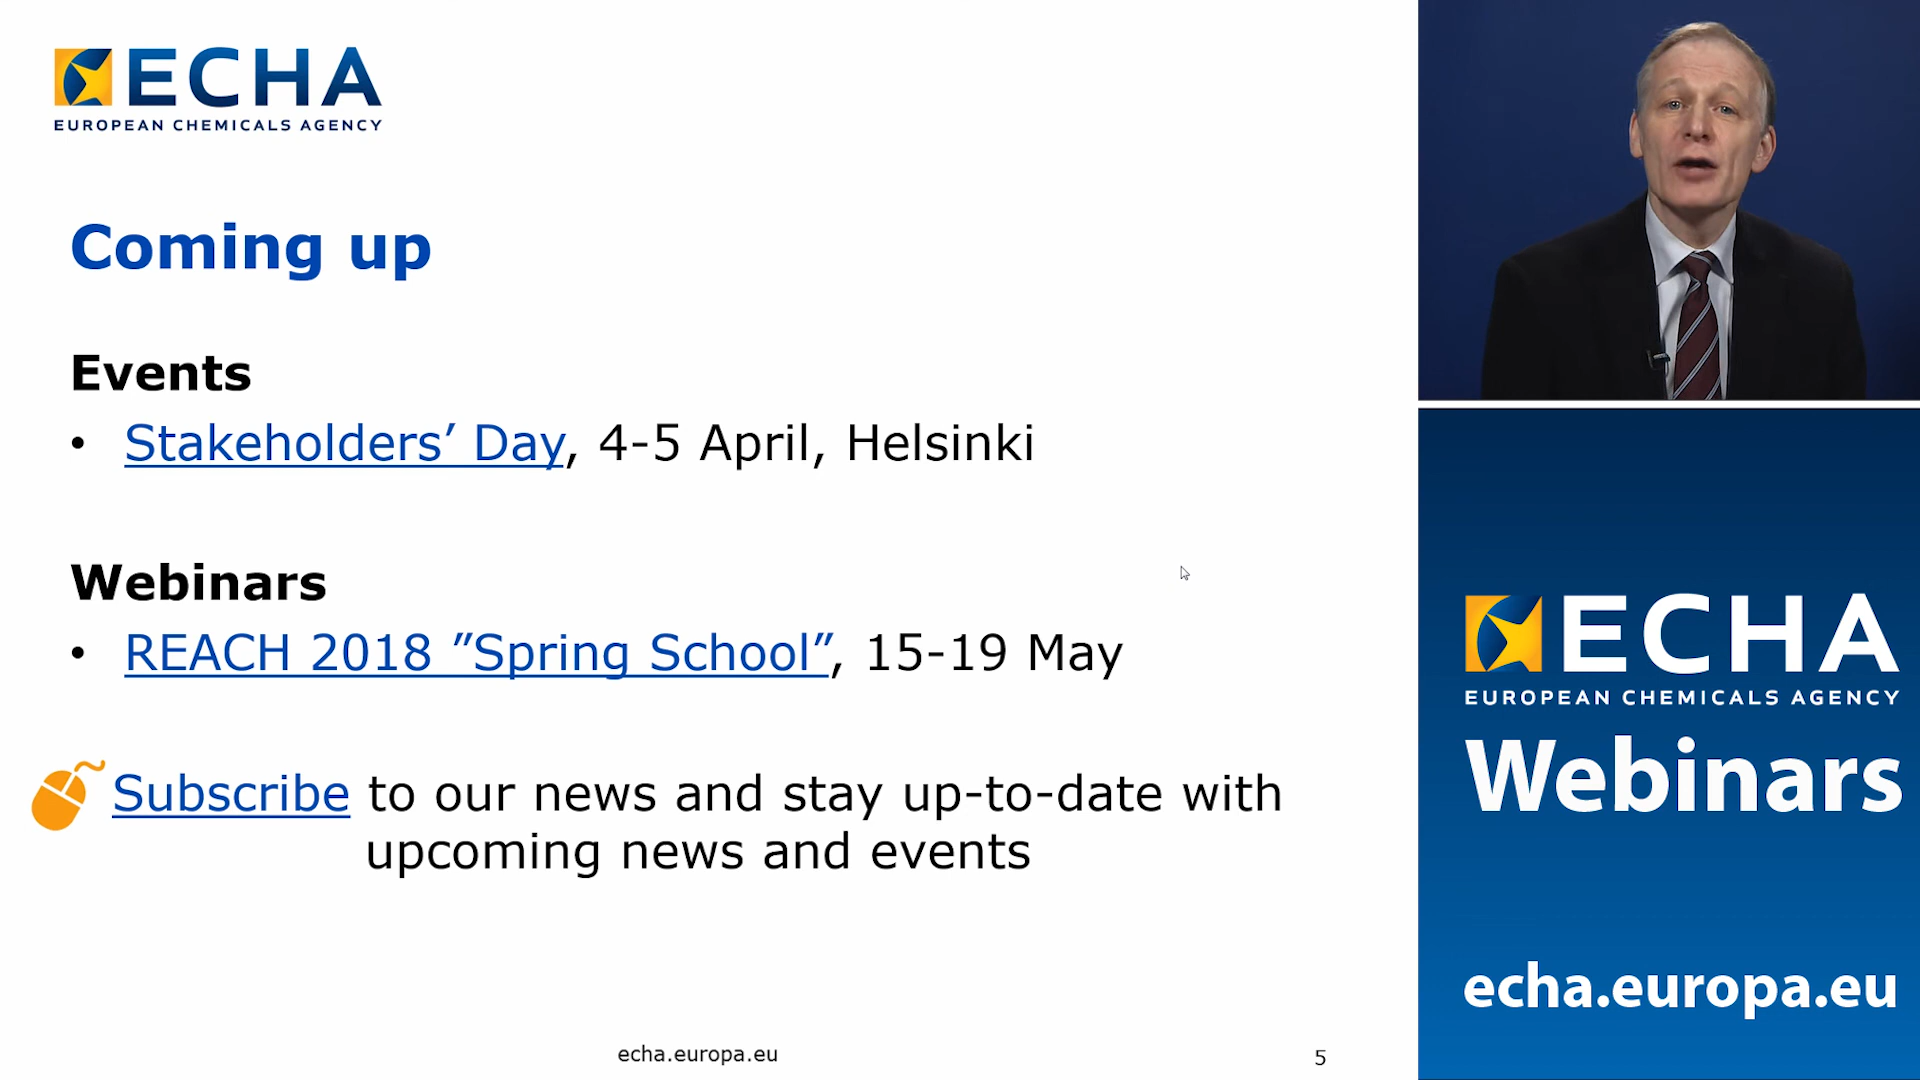 ECHA
EUROPEAN CHEMICALS AGENCY
Coming up
Events
• Stakeholders’ Day, 4-5 April, Helsinki
Webinars
• REACH 2018 ”Spring School”, 15-19 May
Subscribe to our news and stay up-to-date with
upcoming news and events
echa.europa.eu
5
ECHA
EUROPEAN CHEMICALS AGENCY
Webinars
echa.europa.eu